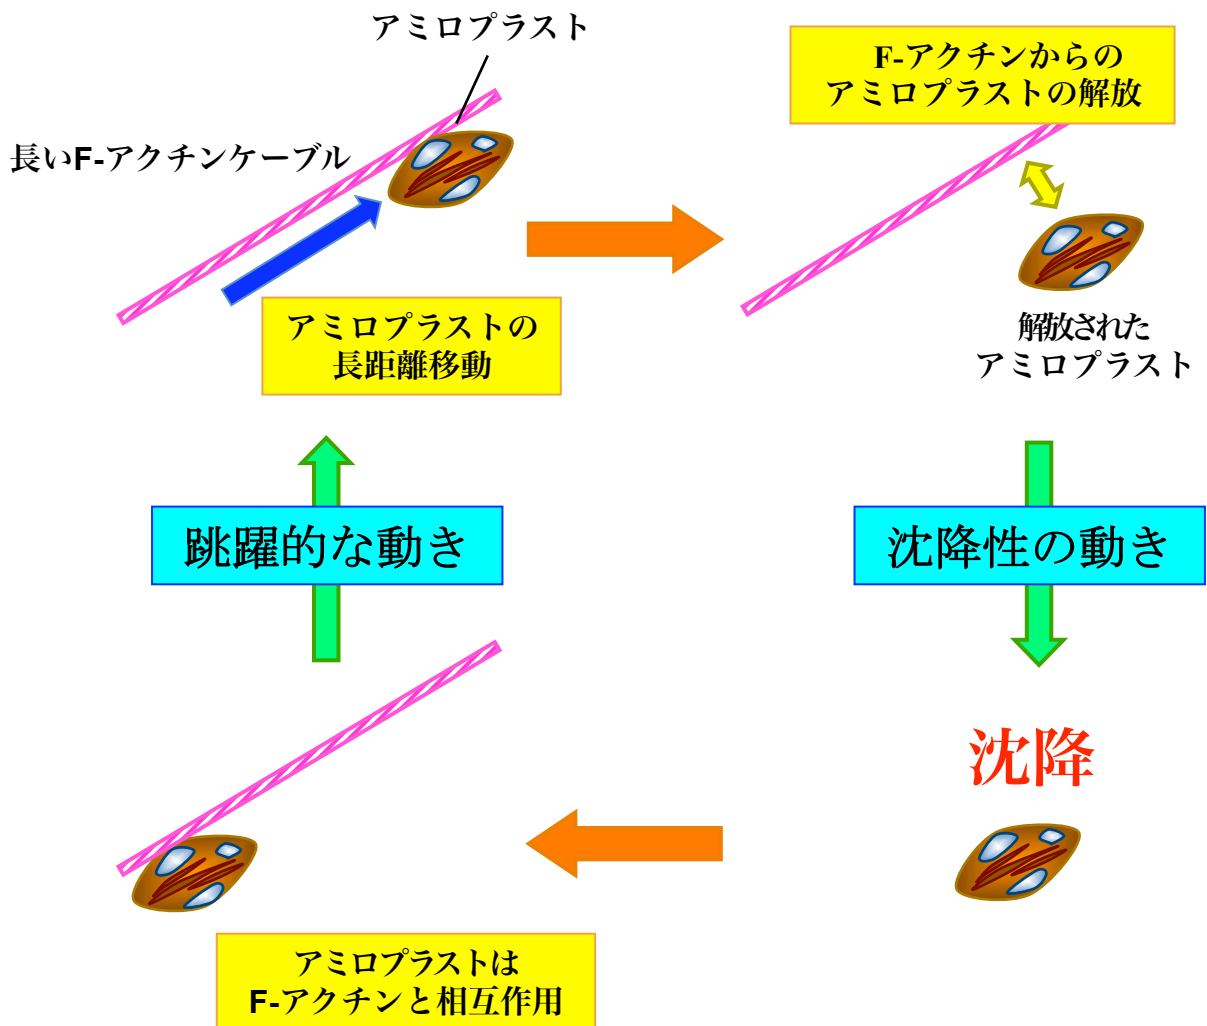 アミロプラスト
長いF-アクチンケーブル
アミロプラストの
長距離移動
F-アクチンからの
アミロプラストの解放
解放された
アミロプラスト
跳躍的な動き
沈降性の動き
沈降
アミロプラストは
F-アクチンと相互作用